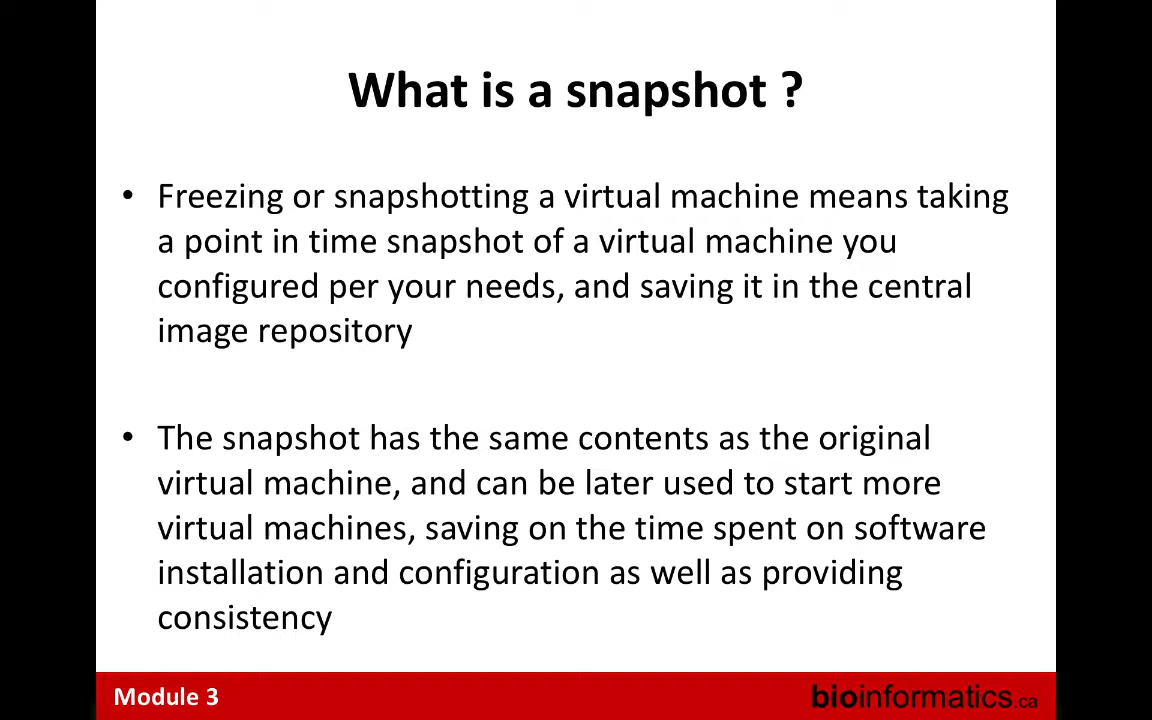 What is a snapshot ?
• Freezing or snapshotting a virtual machine means taking
a point in time snapshot of a virtual machine you
configured per your needs, and saving it in the central
image repository
• The snapshot has the same contents as the original
virtual machine, and can be later used to start more
virtual machines, saving on the time spent on software
installation and configuration as well as providing
consistency
Module 3
bioinformatics.ca